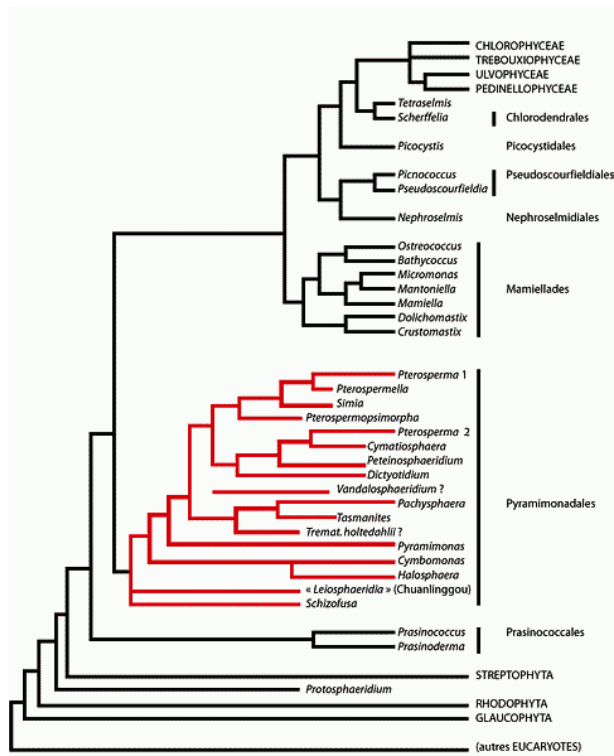 CHLOROPHYCEAE
TREBOUXIOPHYCEAE
ULVOPHYCEAE
PEDINELLOPHYCEAE
Tetraselmis
Scherffelia
Chlorodendrales
Picocystis
Picocystidales
Picnococcus
Pseudoscourfieldiales
Pseudoscourfieldia
Nephroselmis
Nephroselmidiales
Ostreococcus
Bathycoccus
Micromonas
Mantoniella
Mamiellades
Mamiella
Dolichomastix
Crustomastix
Pterosperma 1
Pterospermella
Simia
Pterospermopsimorpha
Pterosperma 2
Cymatiosphaera
Peteinosphaeridium
Dictyotidium
Vandalosphaeridium ?
Pachysphaera
Pyramimonadales
Tasmanites
Tremat. holtedahlii ?
Pyramimonas
Cymbomonas
Halosphaera
« Leiosphaeridia » (Chuanlinggou)
Schizofusa
Prasinococcus
Prasinococcales
Prasinoderma
STREPTOPHYTA
Protosphaeridium
RHODOPHYTA
GLAUCOPHYTA
(autres EUCARYOTES)